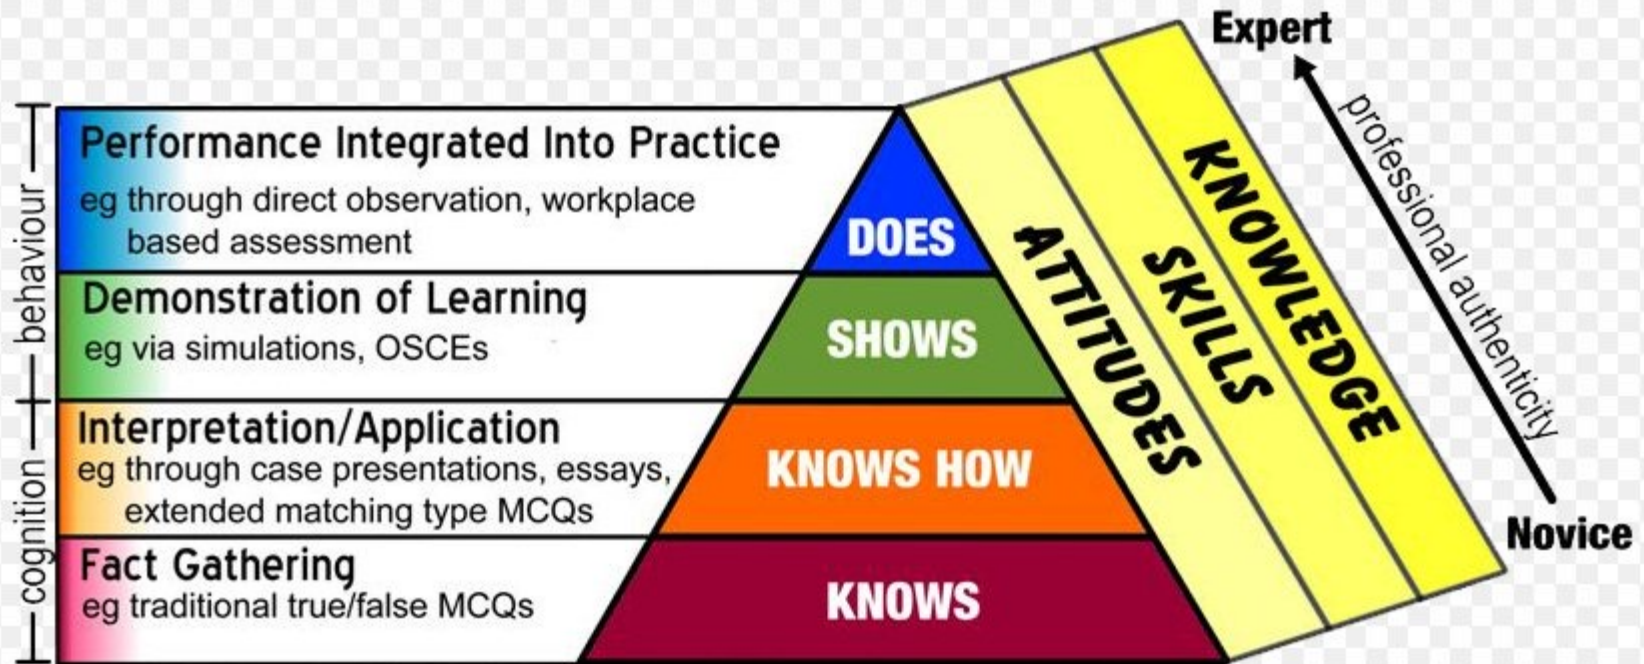 Performance Integrated Into Practice
eg through direct observation, workplace
based assessment
Demonstration of Learning
eg via simulations, OSCEs
Interpretation/Application
eg through case presentations, essays,
extended matching type MCQs
Fact Gathering
eg traditional true/false MCQs
behaviour
cognition
DOES
SHOWS
KNOWS HOW
KNOWS
ATTITUDES
SKILLS
KNOWLEDGE
Expert
professional authenticity
Novice